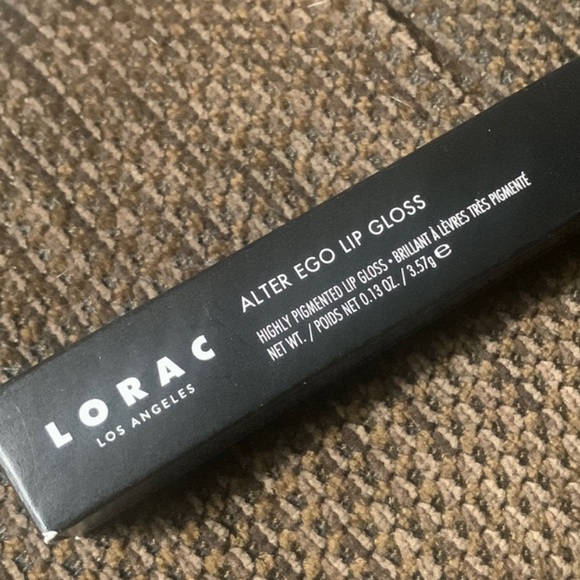 LORAC
LOS ANGELES
ALTER EGO LIP GLOSS
HIGHLY PIGMENTED LIP GLOSS • BRILLANT À LÈVRES TRÈS PIGMENTÉ
NET WT. / POIDS NET 0.13 OZ. / 3.57g ℮